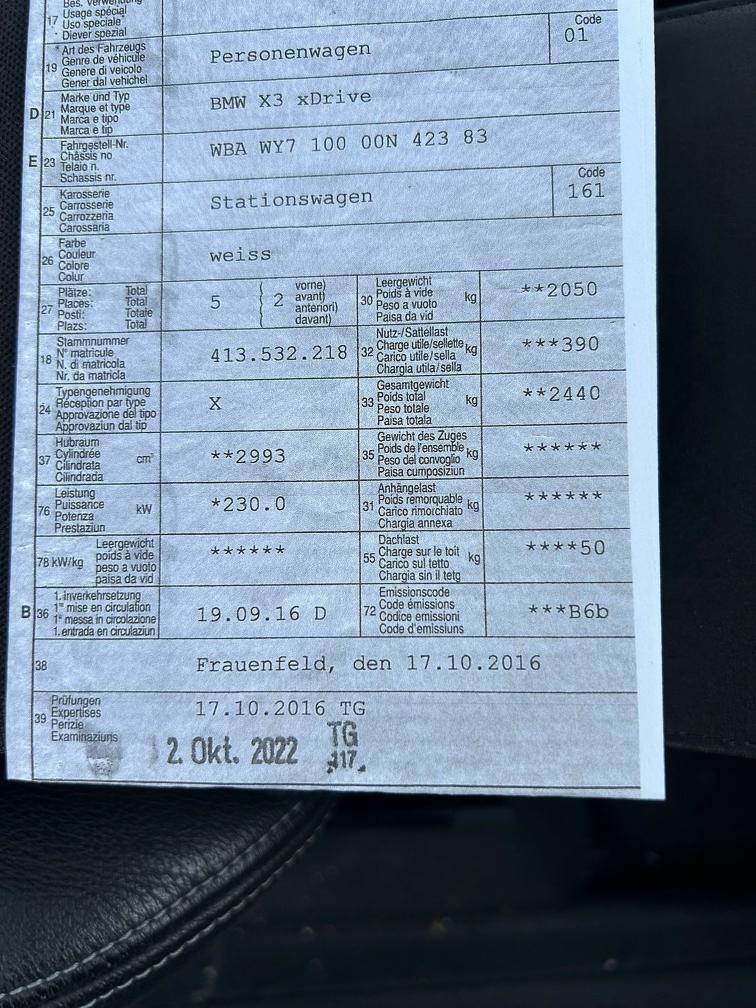 Bes. Verwendung
17 Usage spécial
Uso speciale
Diever spezial
19 *Art des Fahrzeugs
Genre de véhicule
Genere di veicolo
Gener dal vehichel
Personenwagen
Code
01
D 21 Marke und Typ
Marque et type
Marca e tipo
Marca e tip
BMW X3 xDrive
E 23 Fahrgestell-Nr.
Châssis no
Telaio n.
Schassis nr.
WBA WY7 100 00N 423 83
25 Karosserie
Carrosserie
Carrozzeria
Carossaria
Stationswagen
Code
161
26 Farbe
Couleur
Colore
Colur
weiss
27 Plätze: Total
Places: Total
Posti: Totale
Plazs: Total
5 { 2 vorne)
avant)
anteriori)
davant)
30 Leergewicht
Poids à vide
Peso a vuoto
Paisa da vid
kg
**2050
18 Stammnummer
N° matricule
N. di matricola
Nr. da matricla
413.532.218
32 Nutz-/Sattellast
Charge utile/sellette
Carico utile/sella
Chargia utila/sella
kg
***390
24 Typengenehmigung
Réception par type
Approvazione del tipo
Approvaziun dal tip
X
33 Gesamtgewicht
Poids total
Peso totale
Paisa totala
kg
**2440
37 Hubraum
Cylindrée
Cilindrata
Cilindrada
cm³
**2993
35 Gewicht des Zuges
Poids de l'ensemble
Peso del convoglio
Paisa cumposiziun
kg
******
76 Leistung
Puissance
Potenza
Prestaziun
kW
*230.0
31 Anhängelast
Poids remorquable
Carico rimorchiato
Chargia annexa
kg
******
78 kW/kg Leergewicht
poids à vide
peso a vuoto
paisa da vid
******
55 Dachlast
Charge sur le toit
Carico sul tetto
Chargia sin il tetg
kg
****50
B 36 1. Inverkehrsetzung
1re mise en circulation
1a messa in circolazione
1. entrada en circulaziun
19.09.16 D
72 Emissionscode
Code émissions
Codice emissioni
Code d'emissiuns
***B6b
38
Frauenfeld, den 17.10.2016
39 Prüfungen
Expertises
Perizie
Examinaziuns
17.10.2016 TG
2. Okt. 2022 TG
417